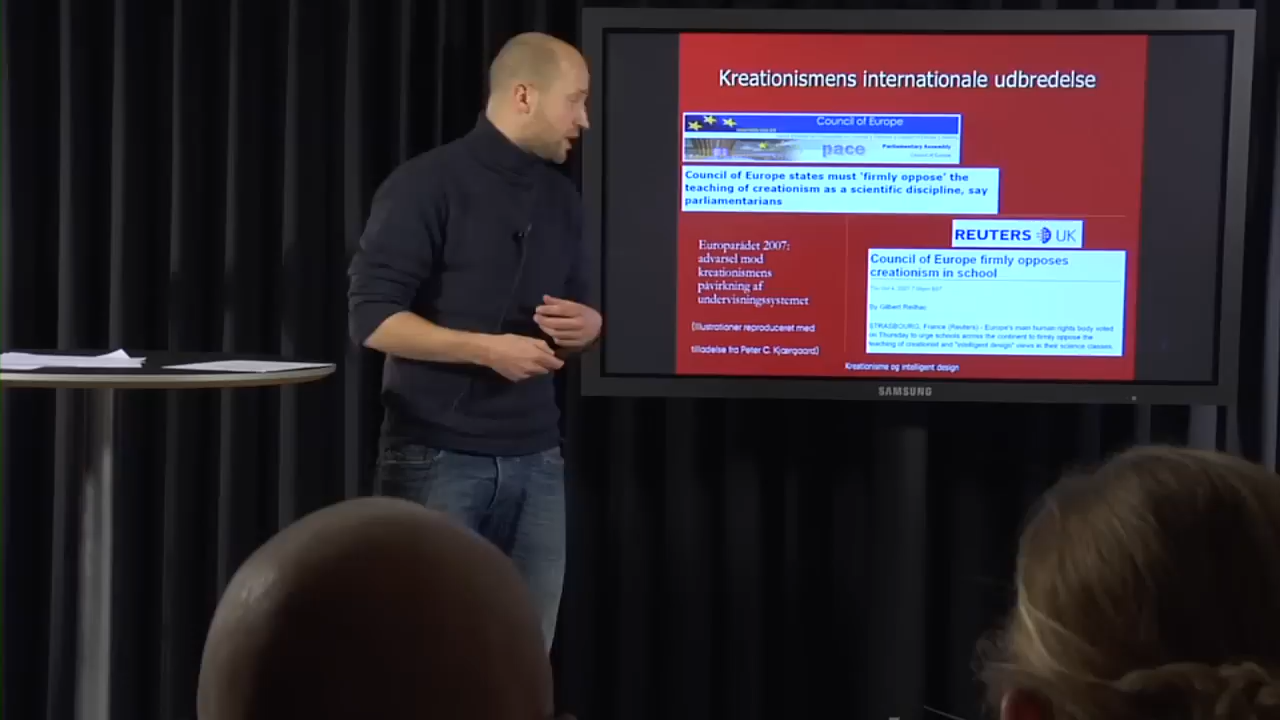 Kreationismens internationale udbredelse
Council of Europe
pace
Parliamentary Assembly
Council of Europe states must 'firmly oppose' the
teaching of creationism as a scientific discipline, say
parliamentarians
Europarådet 2007:
advarsel mod
kreationismens
påvirkning af
undervisningssystemet
(Illustrationer reproduceret med
tilladelse fra Peter C. Kjærgaard)
REUTERS UK
Council of Europe firmly opposes
creationism in school
STRASBOURG, France (Reuters) - Europe's main human rights body voted
on Thursday to urge schools across the continent to firmly oppose the
teaching of creationist and "intelligent design" views in their science classes.
Kreationisme og intelligent design
SAMSUNG